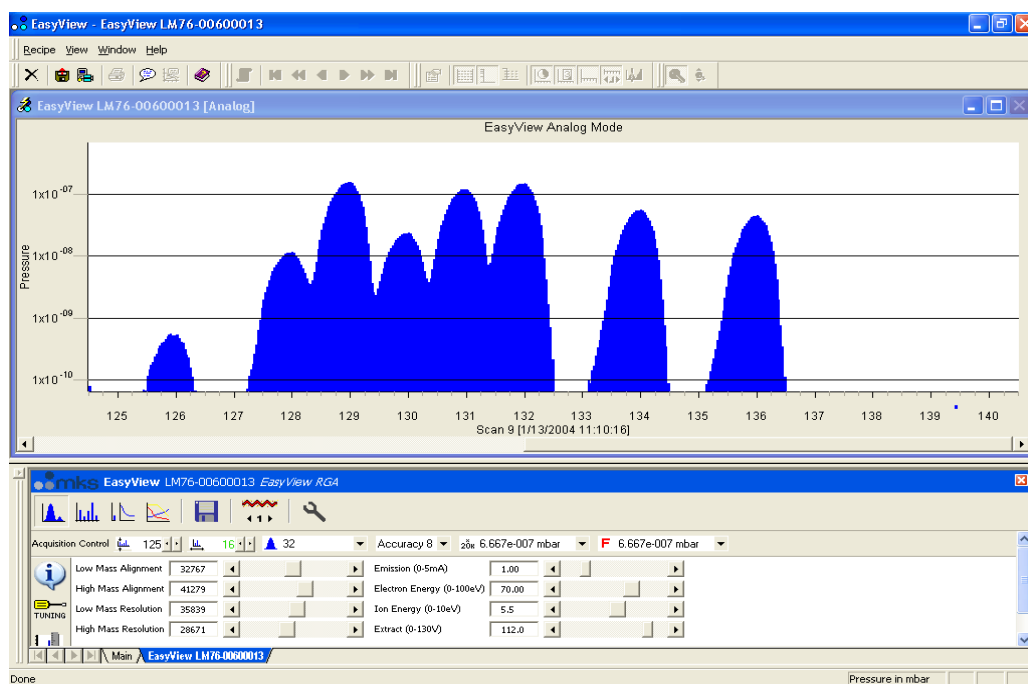 EasyView - EasyView LM76-00600013
Recipe View Window Help
EasyView LM76-00600013 [Analog]
EasyView Analog Mode
Pressure
1x10-07
1x10-08
1x10-09
1x10-10
125 126 127 128 129 130 131 132 133 134 135 136 137 138 139 140
Scan 9 [1/13/2004 11:10:16]
mks EasyView LM76-00600013 EasyView RGA
1
Acquisition Control 125 16 32 Accuracy 8 20x 6.667e-007 mbar F 6.667e-007 mbar
Low Mass Alignment 32767 Emission (0-5mA) 1.00
High Mass Alignment 41279 Electron Energy (0-100eV) 70.00
TUNING
Low Mass Resolution 35839 Ion Energy (0-10eV) 5.5
High Mass Resolution 28671 Extract (0-130V) 112.0
Main EasyView LM76-00600013
Done Pressure in mbar